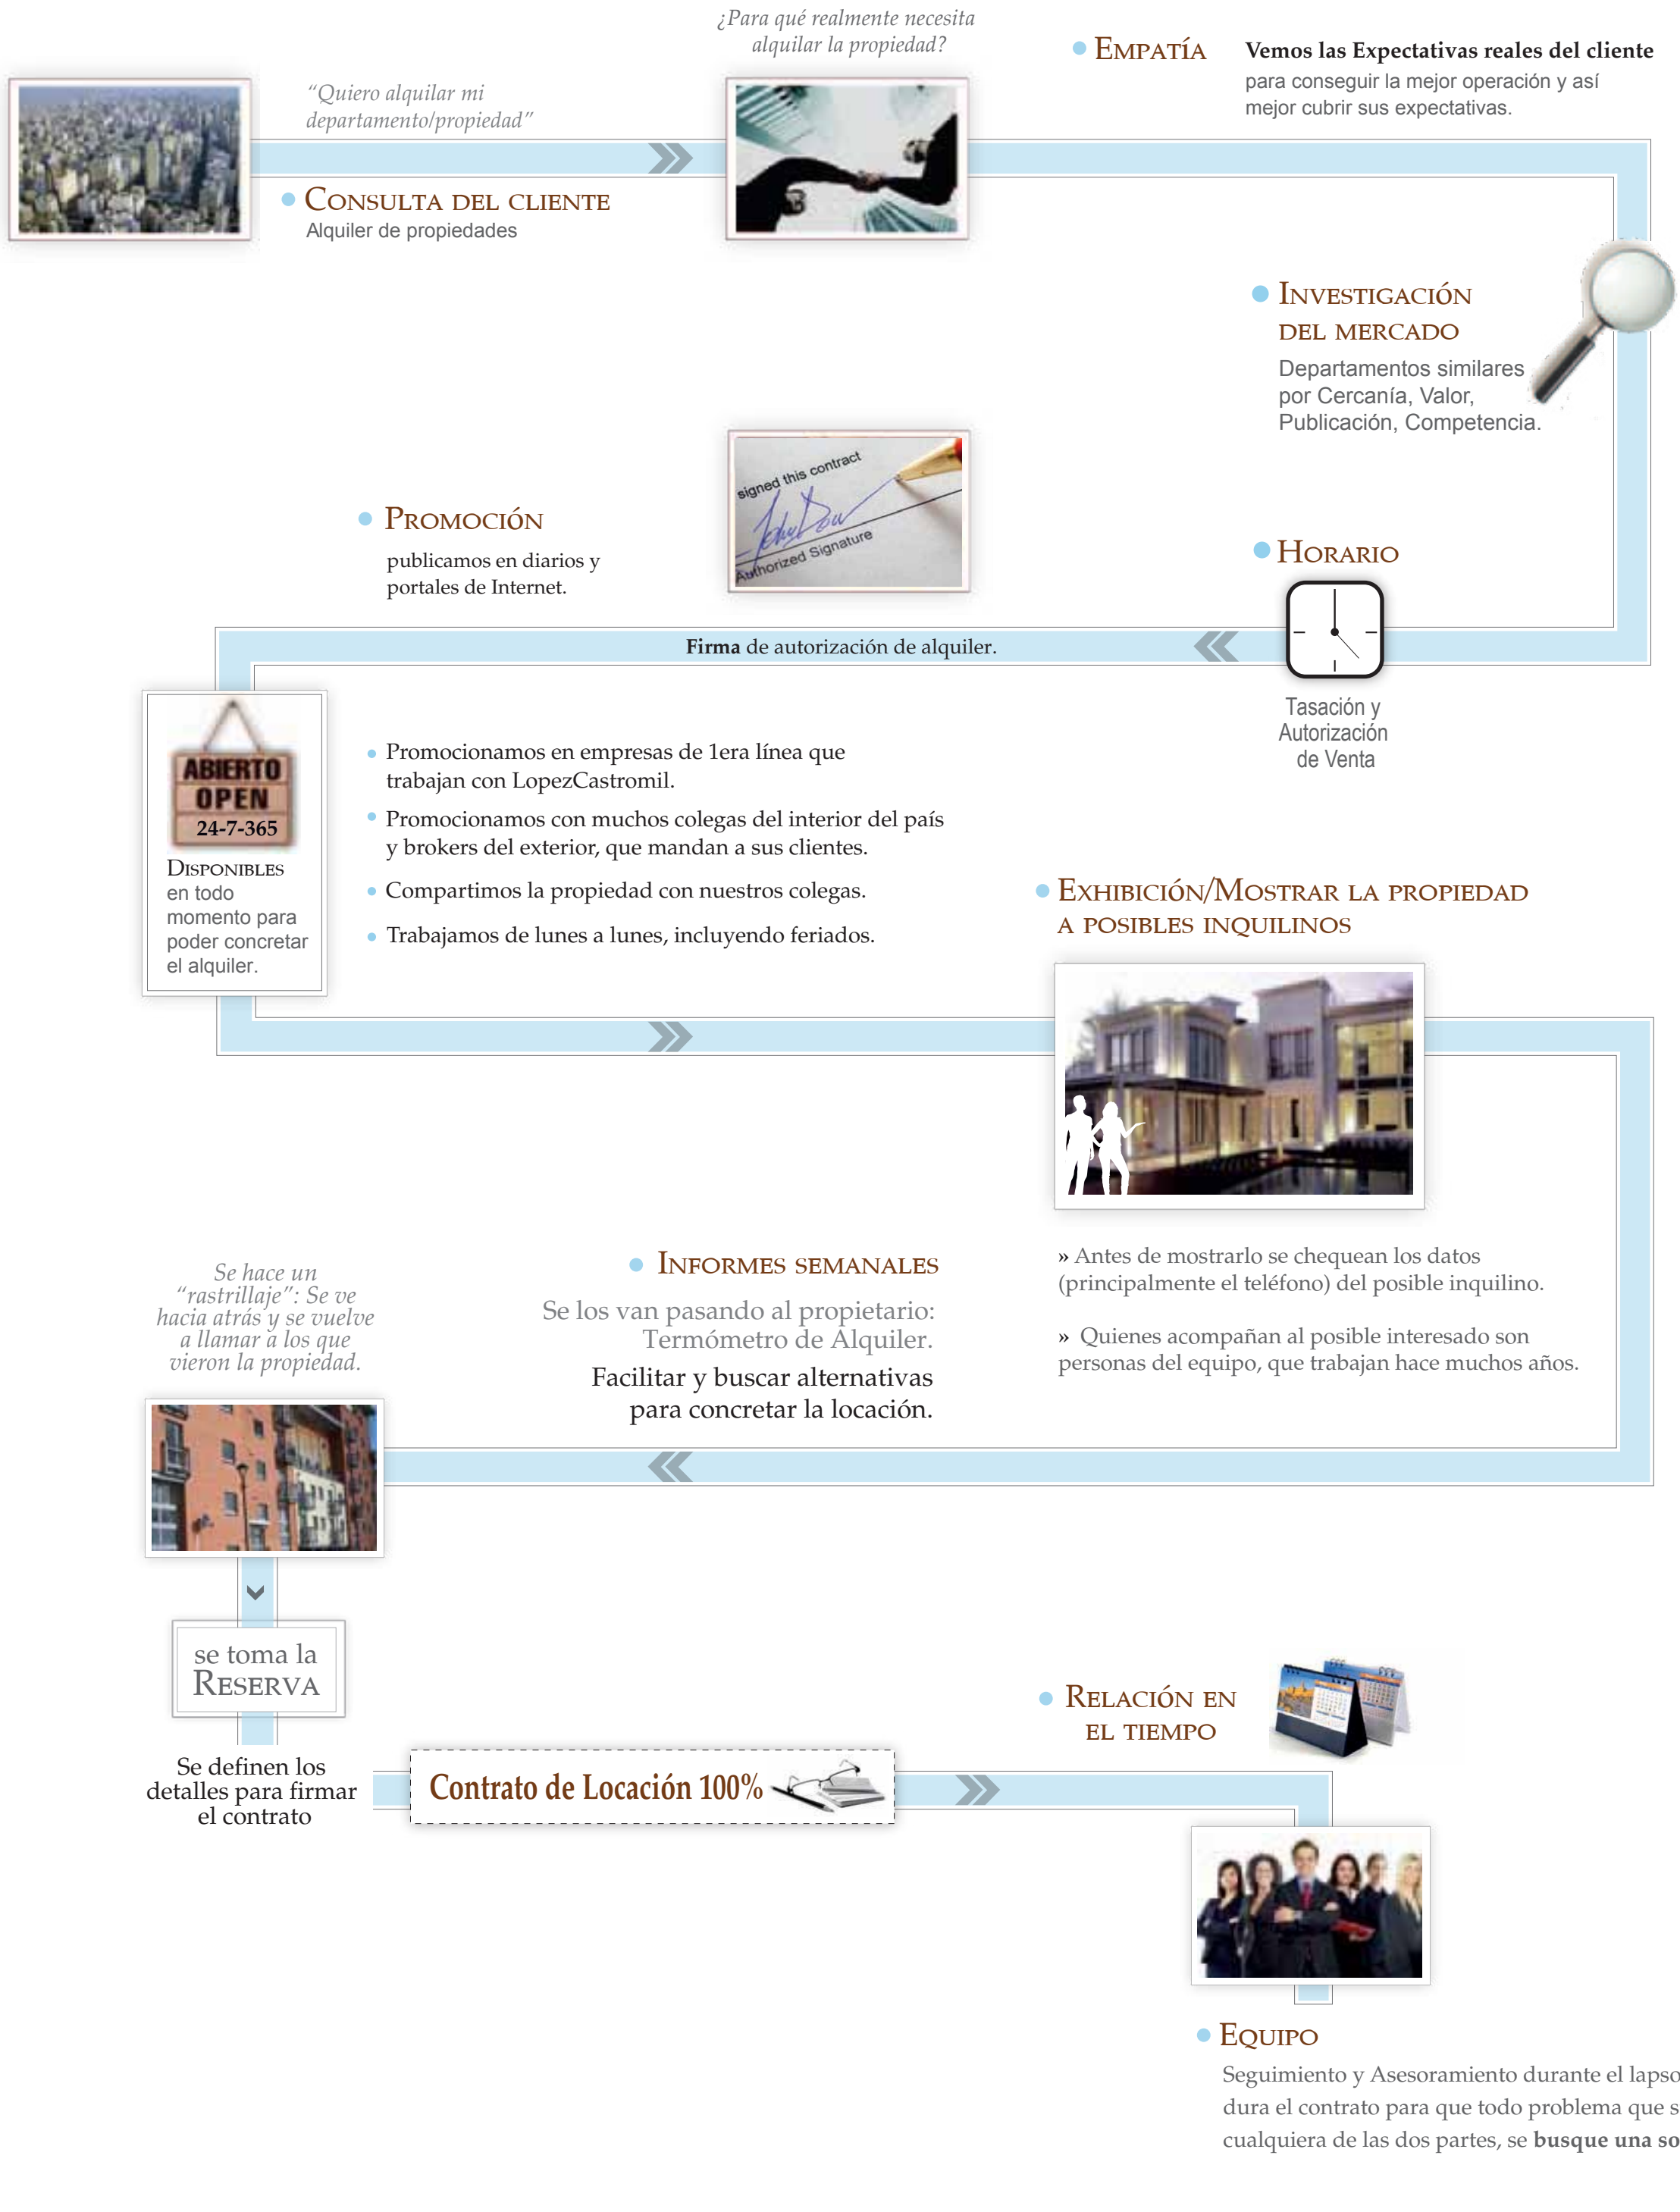 ¿Para qué realmente necesita
alquilar la propiedad?
• Empatía
Vemos las Expectativas reales del cliente
para conseguir la mejor operación y así
mejor cubrir sus expectativas.
“Quiero alquilar mi
departamento/propiedad”
• Consulta del cliente
Alquiler de propiedades
• Investigación
del mercado
Departamentos similares
por Cercanía, Valor,
Publicación, Competencia.
signed this contract
John Dow
Authorized Signature
• Promoción
publicamos en diarios y
portales de Internet.
• Horario
Firma de autorización de alquiler.
Tasación y
Autorización
de Venta
ABIERTO
OPEN
24-7-365
Disponibles
en todo
momento para
poder concretar
el alquiler.
• Promocionamos en empresas de 1era línea que
trabajan con LopezCastromil.
• Promocionamos con muchos colegas del interior del país
y brokers del exterior, que mandan a sus clientes.
• Compartimos la propiedad con nuestros colegas.
• Trabajamos de lunes a lunes, incluyendo feriados.
• Exhibición/Mostrar la propiedad
a posibles inquilinos
» Antes de mostrarlo se chequean los datos
(principalmente el teléfono) del posible inquilino.
» Quienes acompañan al posible interesado son
personas del equipo, que trabajan hace muchos años.
• Informes semanales
Se los van pasando al propietario:
Termómetro de Alquiler.
Facilitar y buscar alternativas
para concretar la locación.
Se hace un
“rastrillaje”: Se ve
hacia atrás y se vuelve
a llamar a los que
vieron la propiedad.
se toma la
Reserva
Se definen los
detalles para firmar
el contrato
Contrato de Locación 100%
• Relación en
el tiempo
• Equipo
Seguimiento y Asesoramiento durante el lapso
dura el contrato para que todo problema que s
cualquiera de las dos partes, se busque una so